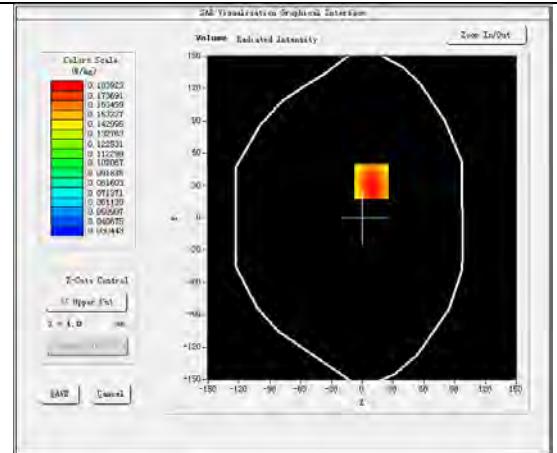 SAR Visualisation Graphical Interface
Volume Radiated Intensity
Zoom In/Out
Colors Scale
(W/kg)
0.183923
0.173691
0.163459
0.153227
0.142995
0.132763
0.122531
0.112299
0.102067
0.091835
0.081603
0.071371
0.061139
0.050907
0.040675
0.030443
150
120
90
60
30
0
-30
-60
-90
-120
-150
-150 -120 -90 -60 -30 0 30 60 90 120 150
X
Z-Cuts Control
Upper Cut
SAVE
Cancel